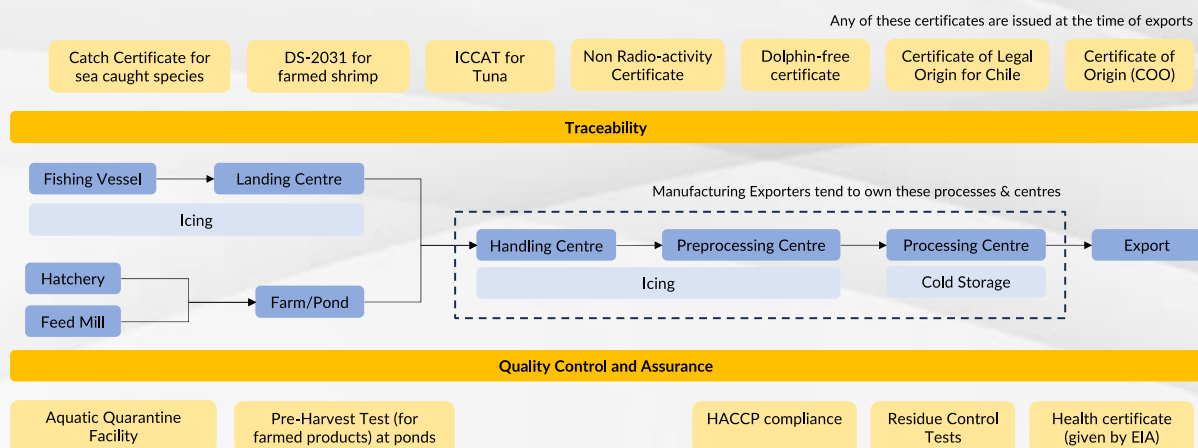 Any of these certificates are issued at the time of exports
Catch Certificate for
sea caught species
DS-2031 for
farmed shrimp
ICCAT for
Tuna
Non Radio-activity
Certificate
Dolphin-free
certificate
Certificate of Legal
Origin for Chile
Certificate of
Origin (COO)
Traceability
Fishing Vessel
Landing Centre
Icing
Manufacturing Exporters tend to own these processes & centres
Handling Centre
Preprocessing Centre
Processing Centre
Export
Icing
Cold Storage
Hatchery
Feed Mill
Farm/Pond
Quality Control and Assurance
Aquatic Quarantine
Facility
Pre-Harvest Test (for
farmed products) at ponds
HACCP compliance
Residue Control
Tests
Health certificate
(given by EIA)